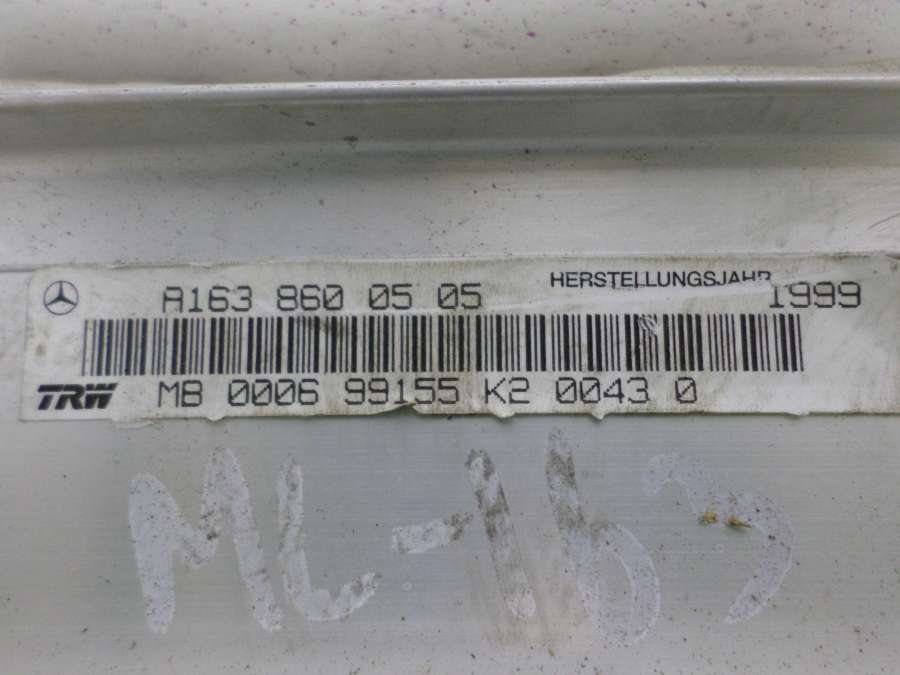 A163 860 05 05 HERSTELLUNGSJAHR
1999
TRW MB 0006 99155 K2 0043 0
ML-163